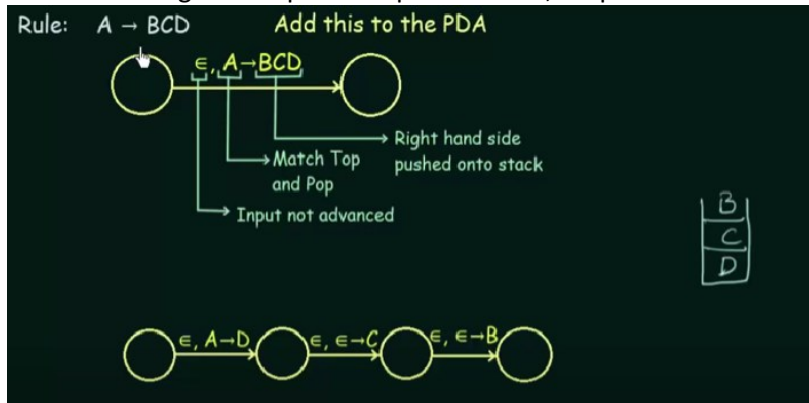 Rule: A → BCD Add this to the PDA
∈, A→BCD
Right hand side
pushed onto stack
Match Top
and Pop
Input not advanced
B
C
D
∈, A→D ∈, ∈→C ∈, ∈→B